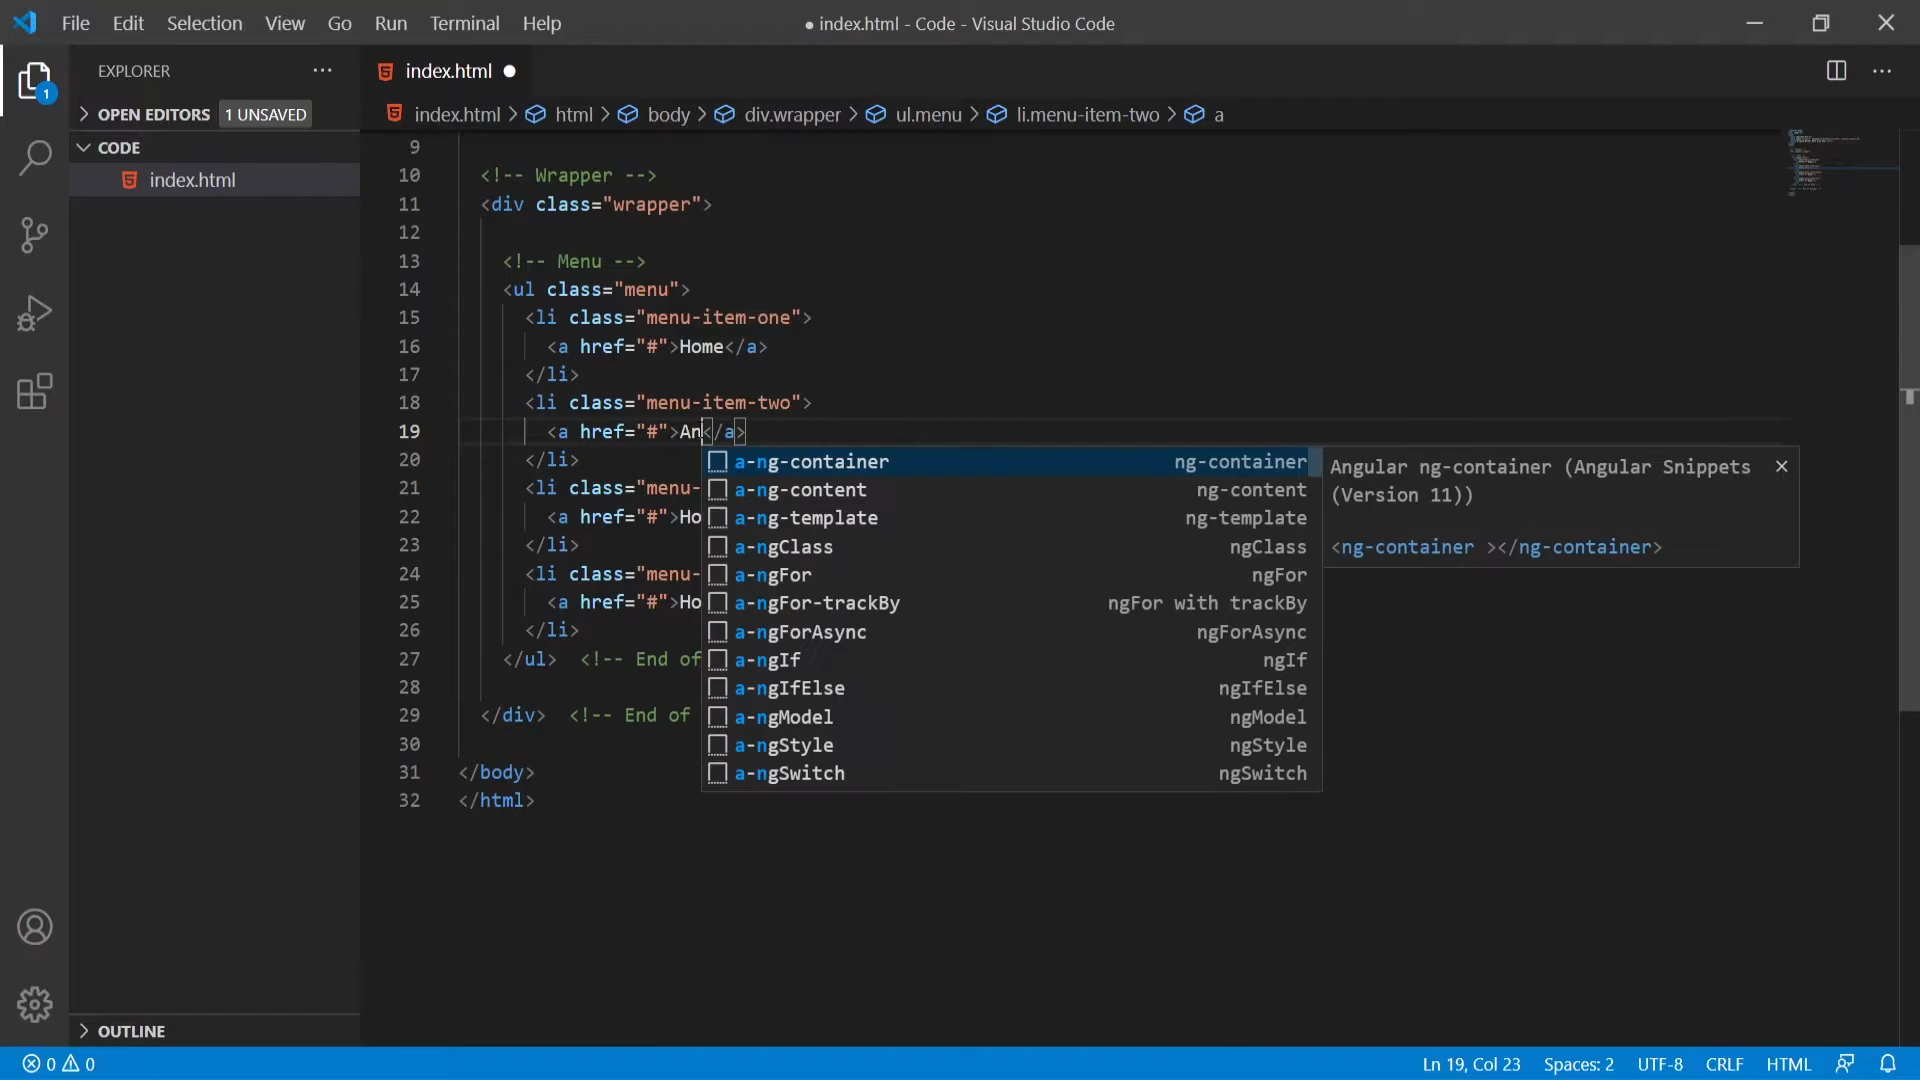 File Edit Selection View Go Run Terminal Help
● index.html - Code - Visual Studio Code
EXPLORER
index.html
1
OPEN EDITORS 1 UNSAVED
index.html > html > body > div.wrapper > ul.menu > li.menu-item-two > a
CODE
index.html
9
10 <!-- Wrapper -->
11 <div class="wrapper">
12
13 <!-- Menu -->
14 <ul class="menu">
15 <li class="menu-item-one">
16 <a href="#">Home</a>
17 </li>
18 <li class="menu-item-two">
19 <a href="#">An</a>
20 </li>
21 <li class="menu-
22 <a href="#">Ho
23 </li>
24 <li class="menu-
25 <a href="#">Ho
26 </li>
27 </ul> <!-- End of
28
29 </div> <!-- End of
30
31 </body>
32 </html>
a-ng-container ng-container
a-ng-content ng-content
a-ng-template ng-template
a-ngClass ngClass
a-ngFor ngFor
a-ngFor-trackBy ngFor with trackBy
a-ngForAsync ngForAsync
a-ngIf ngIf
a-ngIfElse ngIfElse
a-ngModel ngModel
a-ngStyle ngStyle
a-ngSwitch ngSwitch
Angular ng-container (Angular Snippets
(Version 11))
<ng-container ></ng-container>
OUTLINE
0 0
Ln 19, Col 23 Spaces: 2 UTF-8 CRLF HTML